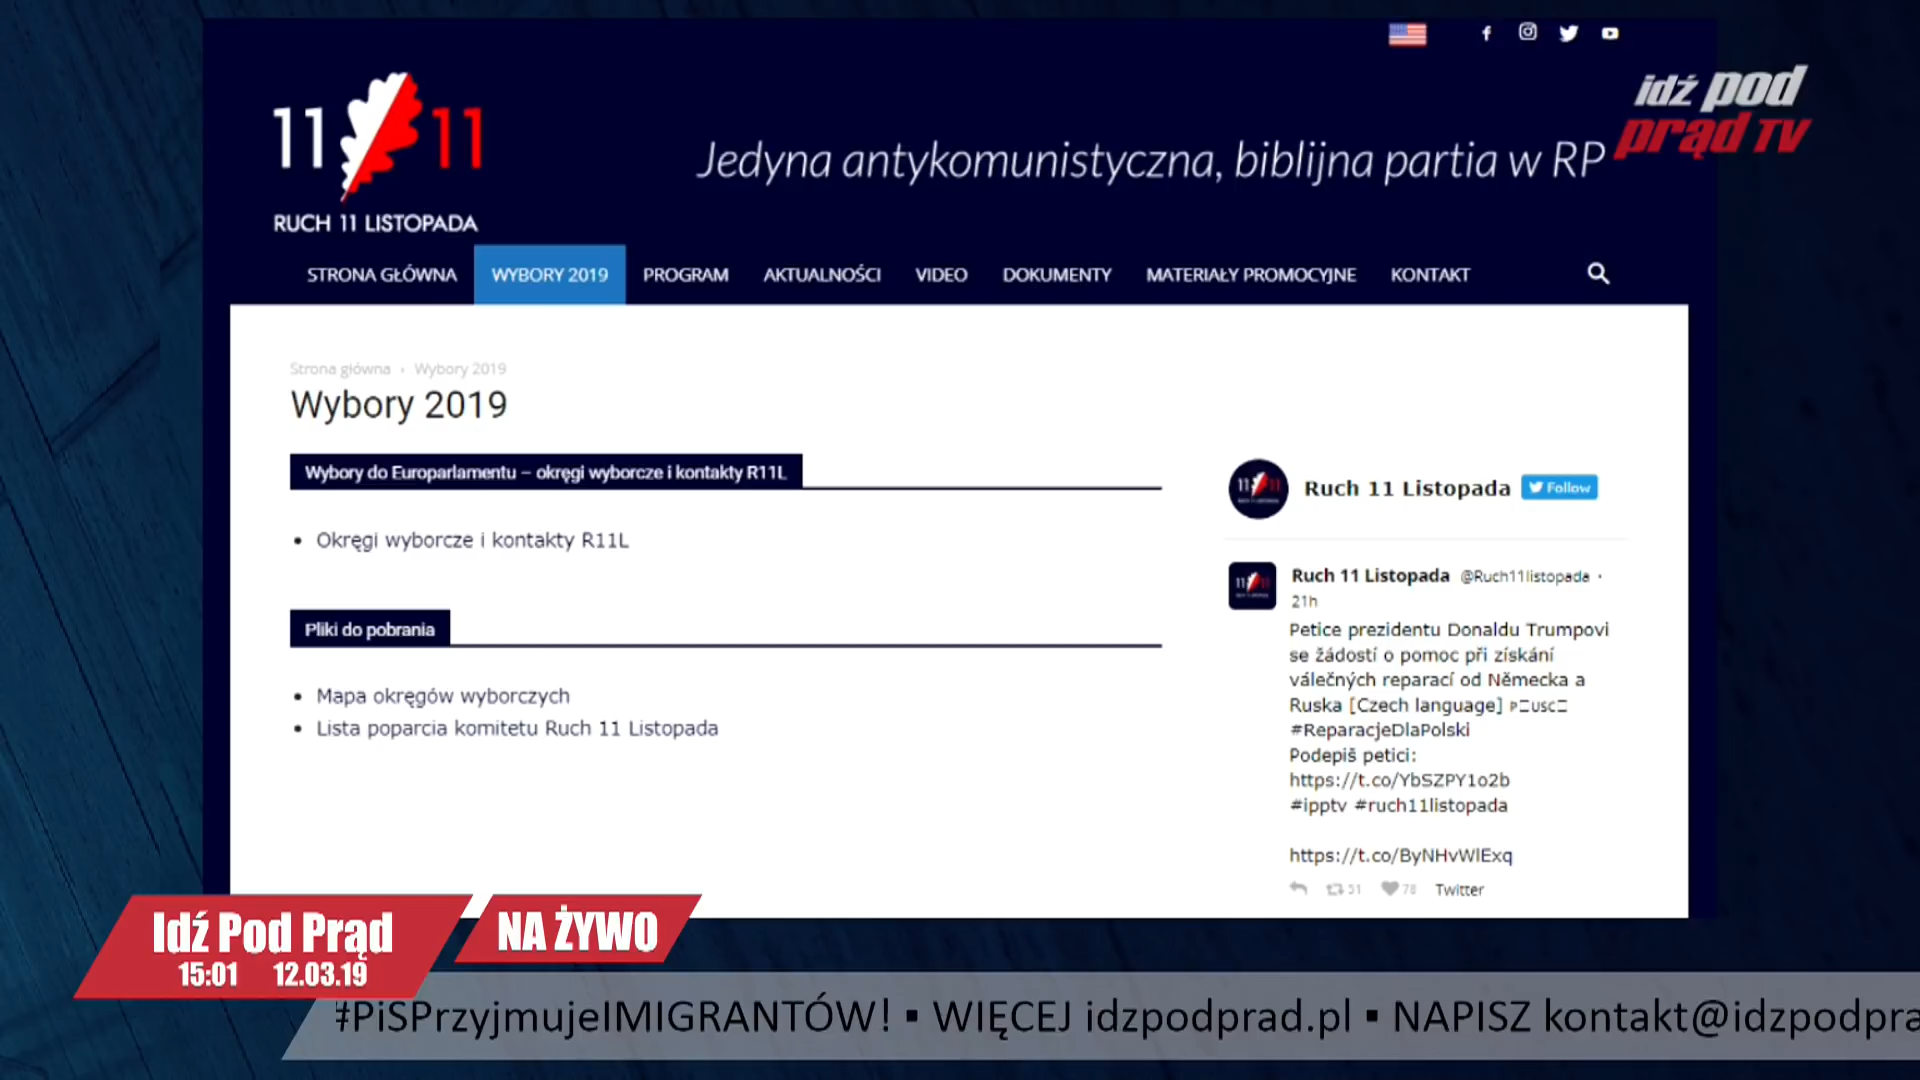 idź pod
prąd TV
11 11
RUCH 11 LISTOPADA
Jedyna antykomunistyczna, biblijna partia w RP
STRONA GŁÓWNA WYBORY 2019 PROGRAM AKTUALNOŚCI VIDEO DOKUMENTY MATERIAŁY PROMOCYJNE KONTAKT
Strona główna › Wybory 2019
Wybory 2019
Wybory do Europarlamentu – okręgi wyborcze i kontakty R11L
• Okręgi wyborcze i kontakty R11L
Pliki do pobrania
• Mapa okręgów wyborczych
• Lista poparcia komitetu Ruch 11 Listopada
Ruch 11 Listopada Follow
Ruch 11 Listopada @Ruch11listopada ·
21h
Petice prezidentu Donaldu Trumpovi
se žádostí o pomoc při získání
válečných reparací od Německa a
Ruska [Czech language]
#ReparacjeDlaPolski
Podepiš petici:
https://t.co/YbSZPY1o2b
#ipptv #ruch11listopada
https://t.co/ByNHvWlExq
51 78 Twitter
Idź Pod Prąd
15:01 12.03.19
NA ŻYWO
#PiSPrzyjmujeIMIGRANTÓW! ▪ WIĘCEJ idzpodprad.pl ▪ NAPISZ kontakt@idzpodpra